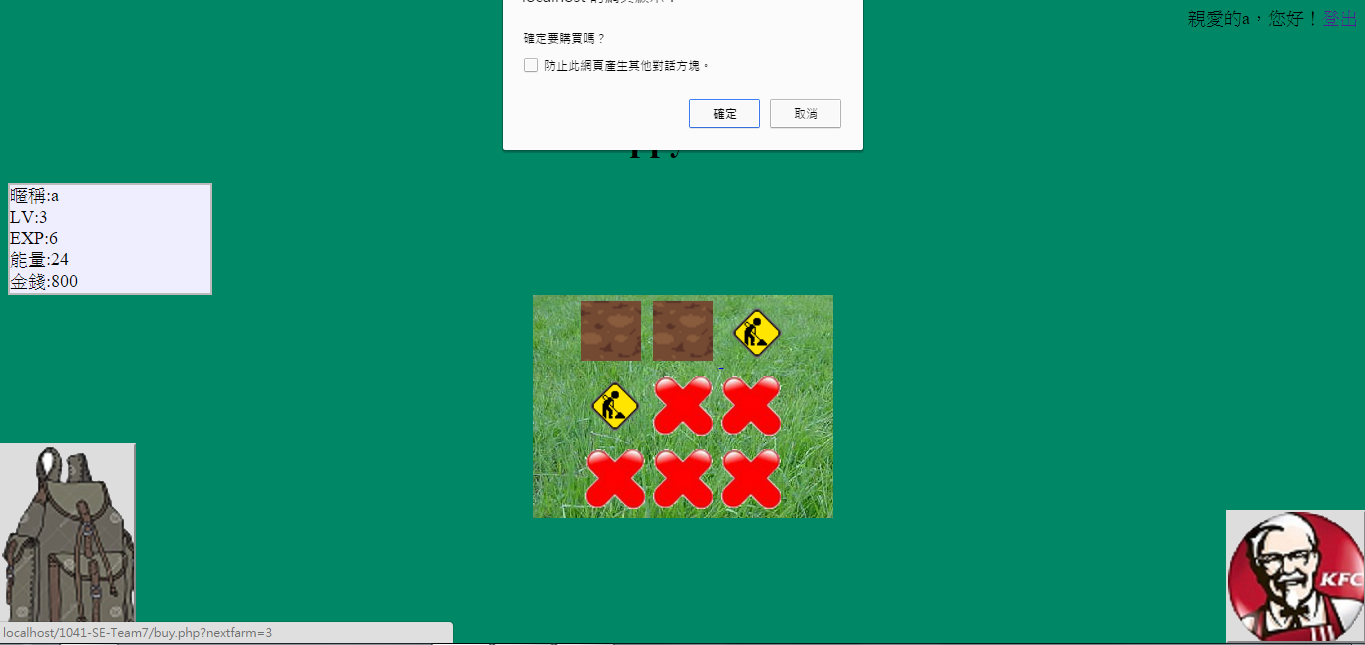 親愛的a，您好！登出
確定要購買嗎？
防止此網頁產生其他對話方塊。
確定
取消
暱稱:a
LV:3
EXP:6
能量:24
金錢:800
KFC
localhost/1041-SE-Team7/buy.php?nextfarm=3